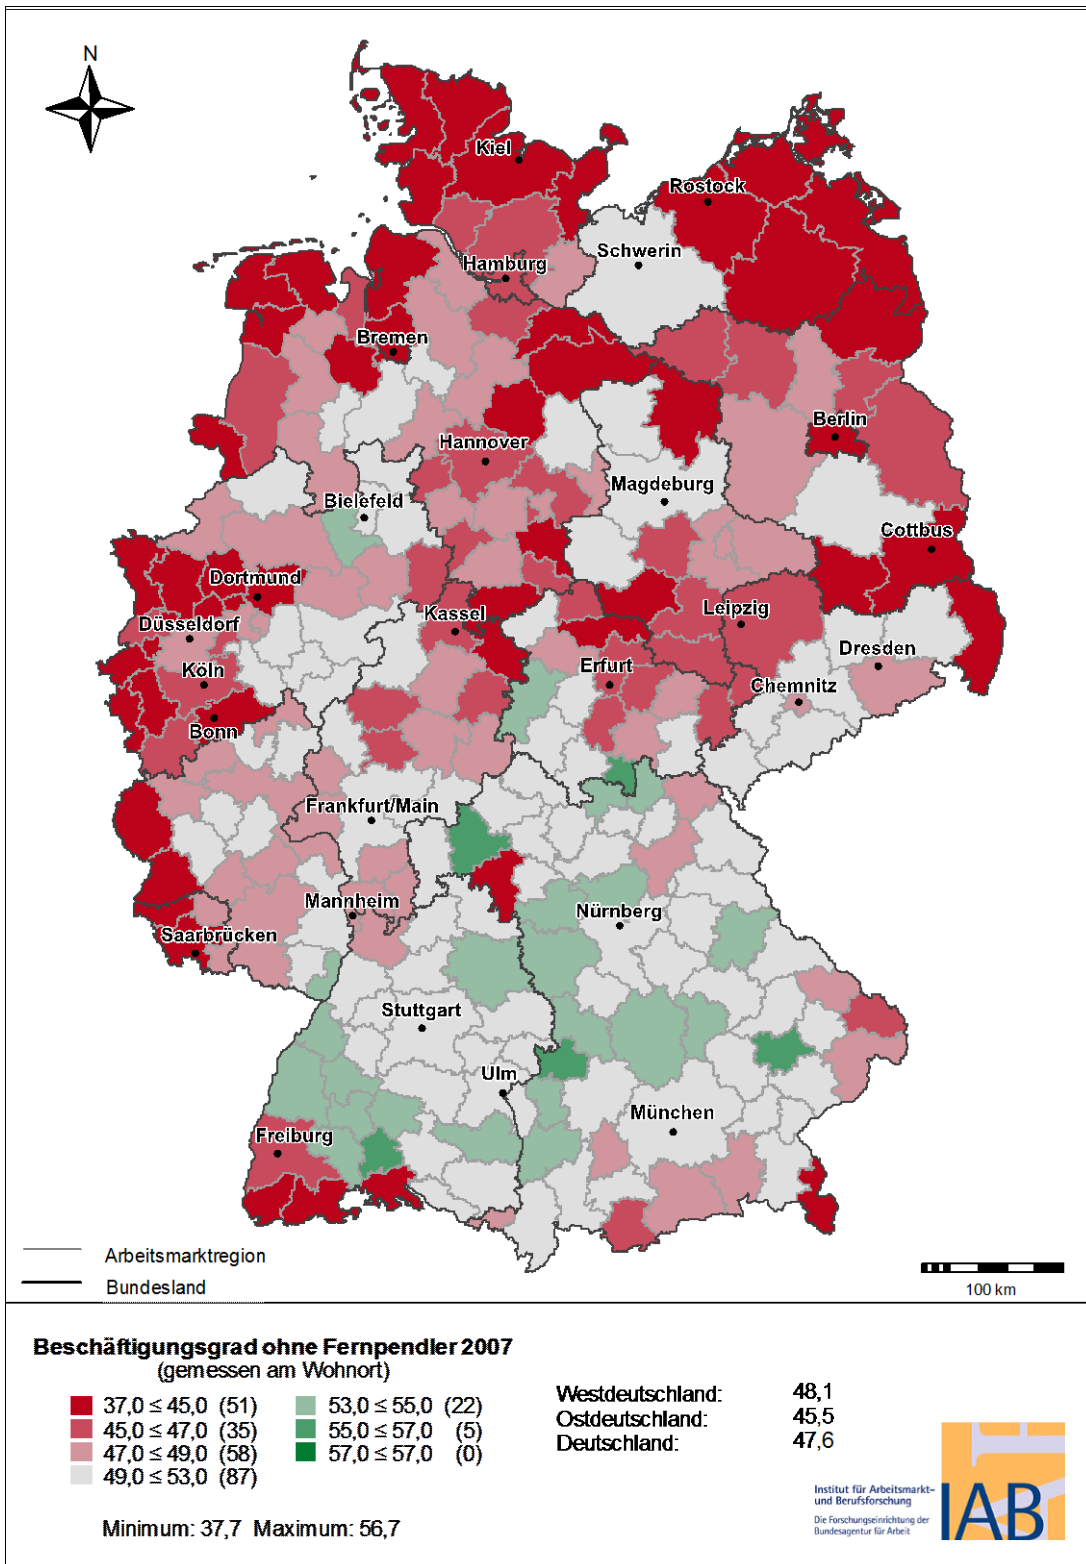 N
Kiel
Rostock
Schwerin
Hamburg
Bremen
Berlin
Hannover
Magdeburg
Bielefeld
Cottbus
Dortmund
Leipzig
Kassel
Düsseldorf
Dresden
Köln
Erfurt
Chemnitz
Bonn
Frankfurt/Main
Mannheim
Nürnberg
Saarbrücken
Stuttgart
Ulm
München
Freiburg
Arbeitsmarktregion
Bundesland
100 km
Beschäftigungsgrad ohne Fernpendler 2007
(gemessen am Wohnort)
37,0 ≤ 45,0 (51)
45,0 ≤ 47,0 (35)
47,0 ≤ 49,0 (58)
49,0 ≤ 53,0 (87)
53,0 ≤ 55,0 (22)
55,0 ≤ 57,0 (5)
57,0 ≤ 57,0 (0)
Minimum: 37,7 Maximum: 56,7
Westdeutschland: 48,1
Ostdeutschland: 45,5
Deutschland: 47,6
Institut für Arbeitsmarkt-
und Berufsforschung
Die Forschungseinrichtung der
Bundesagentur für Arbeit
IAB